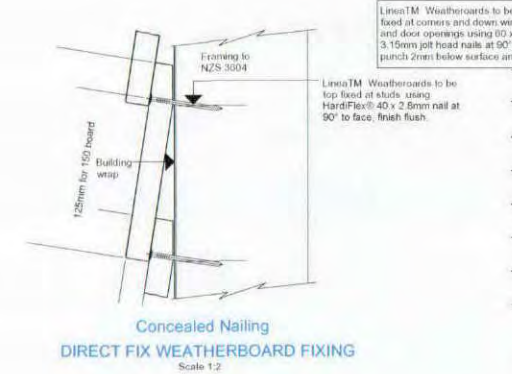 LineaTM Weatheroards to be
fixed at corners and down
and door openings using 60 x
3.15mm jolt head nails at 90°
punch 2mm below surface
Framing to
NZS 3604
LineaTM Weatherboards to be
top fixed at studs using
HardiFlex® 40 x 2.8mm nail at
90° to face, finish flush.
125mm for 150 board
Building
wrap
Concealed Nailing
DIRECT FIX WEATHERBOARD FIXING
Scale 1:2